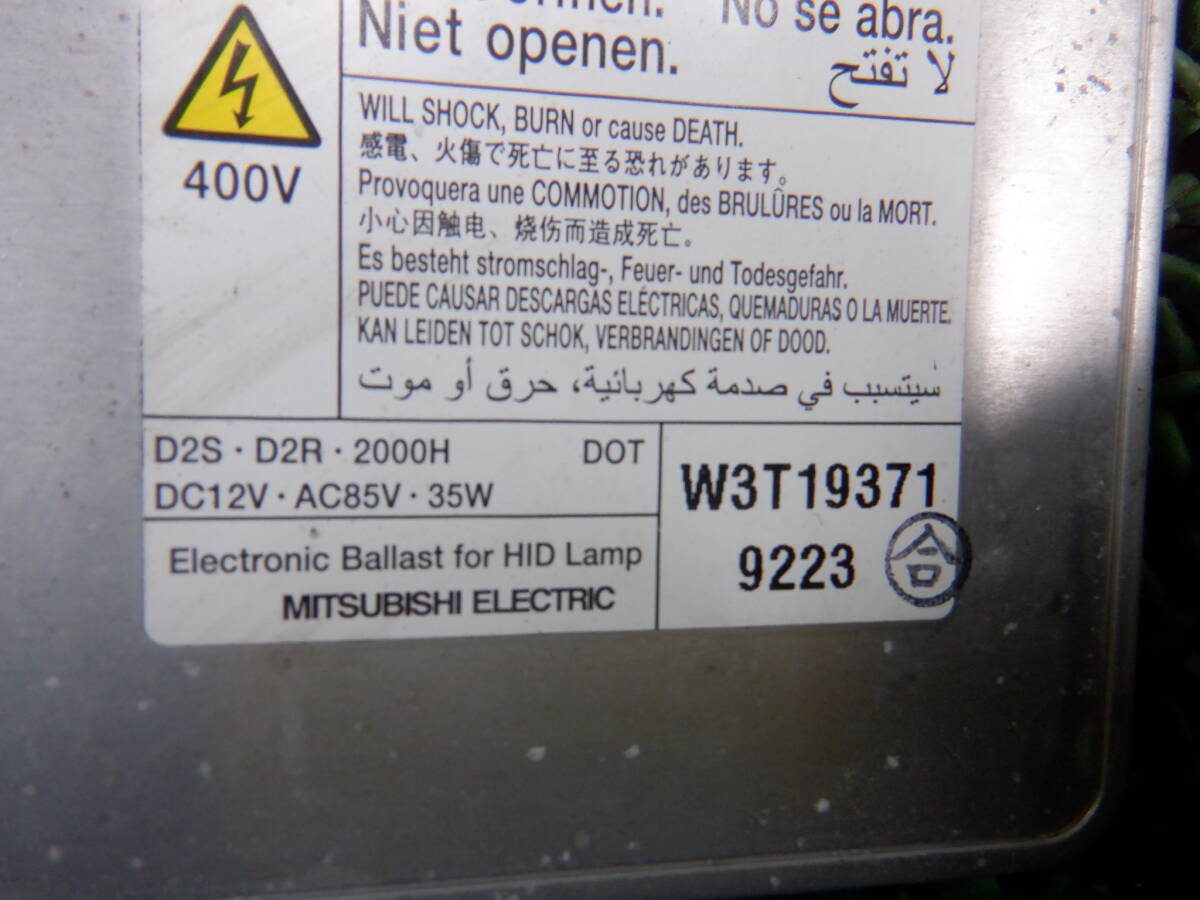 No se abra.
Niet openen.
لا تفتح
400V
WILL SHOCK, BURN or cause DEATH.
感電、火傷で死亡に至る恐れがあります。
Provoquera une COMMOTION, des BRULÛRES ou la MORT.
小心因触电、烧伤而造成死亡。
Es besteht stromschlag-, Feuer- und Todesgefahr.
PUEDE CAUSAR DESCARGAS ELÉCTRICAS, QUEMADURAS O LA MUERTE.
KAN LEIDEN TOT SCHOK, VERBRANDINGEN OF DOOD.
سيتسبب في صدمة كهربائية، حرق أو موت
D2S · D2R · 2000H DOT
DC12V · AC85V · 35W
Electronic Ballast for HID Lamp
MITSUBISHI ELECTRIC
W3T19371
9223
合